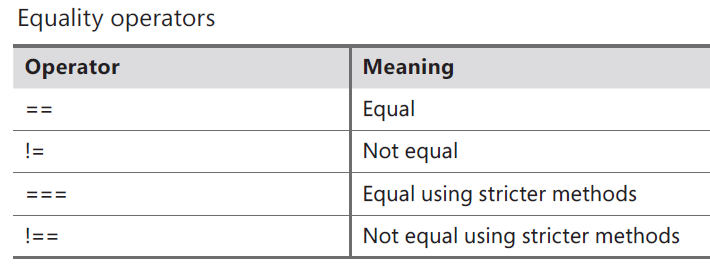 Equality operators
Operator Meaning
== Equal
!= Not equal
=== Equal using stricter methods
!== Not equal using stricter methods